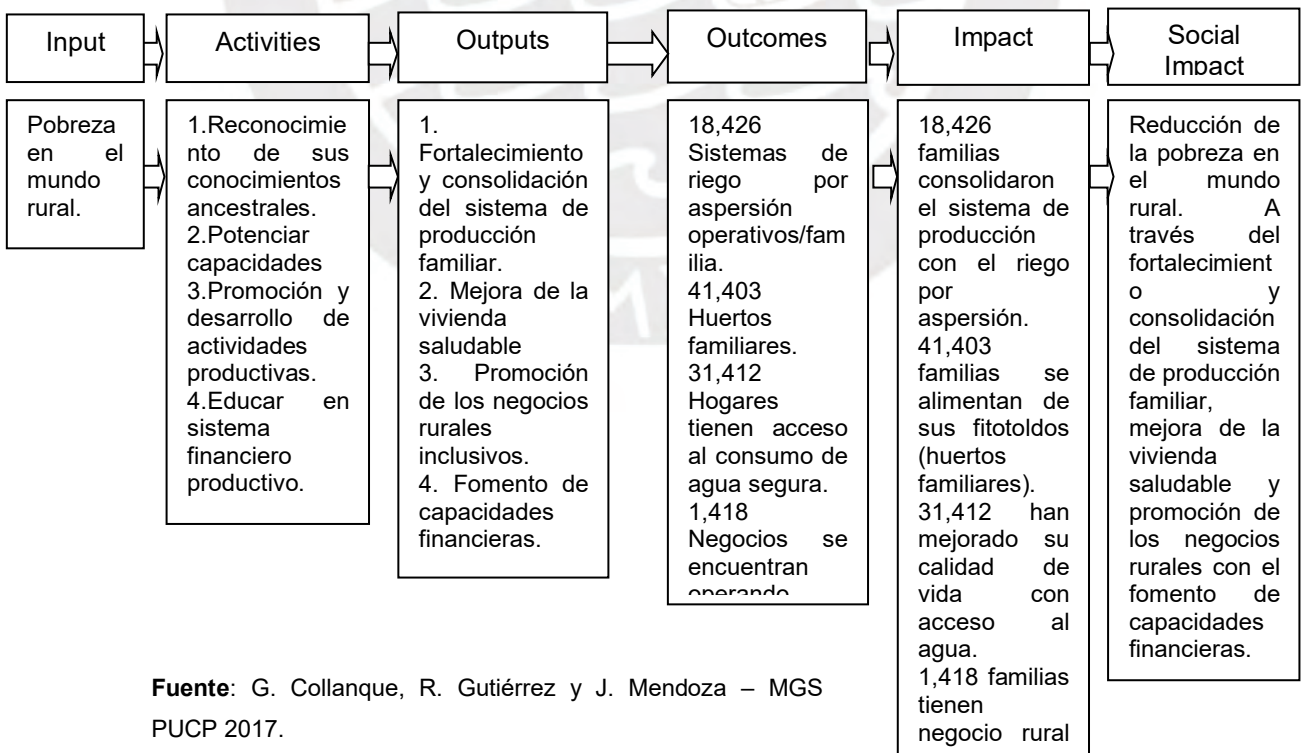 Input
Activities
Outputs
Outcomes
Impact
Social
Impact
Pobreza
en el
mundo
rural.
1.Reconocimie
nto de sus
conocimientos
ancestrales.
2.Potenciar
capacidades
3.Promoción y
desarrollo de
actividades
productivas.
4.Educar en
sistema
financiero
productivo.
1.
Fortalecimiento
y consolidación
del sistema de
producción
familiar.
2. Mejora de la
vivienda
saludable
3. Promoción
de los negocios
rurales
inclusivos.
4. Fomento de
capacidades
financieras.
18,426
Sistemas de
riego por
aspersión
operativos/fam
ilia.
41,403
Huertos
familiares.
31,412
Hogares
tienen acceso
al consumo de
agua segura.
1,418
Negocios se
encuentran
operando
18,426
familias
consolidaron
el sistema de
producción
con el riego
por
aspersión.
41,403
familias se
alimentan de
sus fitotoldos
(huertos
familiares).
31,412 han
mejorado su
calidad de
vida con
acceso al
agua.
1,418 familias
tienen
negocio rural
Reducción de
la pobreza en
el mundo
rural. A
través del
fortalecimient
o y
consolidación
del sistema
de producción
familiar,
mejora de la
vivienda
saludable y
promoción de
los negocios
rurales con el
fomento de
capacidades
financieras.
Fuente: G. Collanque, R. Gutiérrez y J. Mendoza – MGS
PUCP 2017.